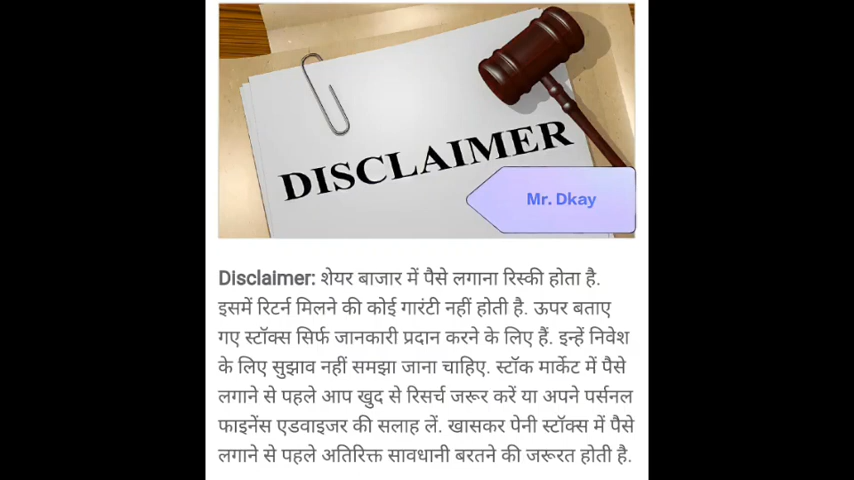 DISCLAIMER
Mr. Dkay
Disclaimer: शेयर बाजार में पैसे लगाना रिस्की होता है.
इसमें रिटर्न मिलने की कोई गारंटी नहीं होती है. ऊपर बताए
गए स्टॉक्स सिर्फ जानकारी प्रदान करने के लिए हैं. इन्हें निवेश
के लिए सुझाव नहीं समझा जाना चाहिए. स्टॉक मार्केट में पैसे
लगाने से पहले आप खुद से रिसर्च जरूर करें या अपने पर्सनल
फाइनेंस एडवाइजर की सलाह लें. खासकर पेनी स्टॉक्स में पैसे
लगाने से पहले अतिरिक्त सावधानी बरतने की जरूरत होती है.